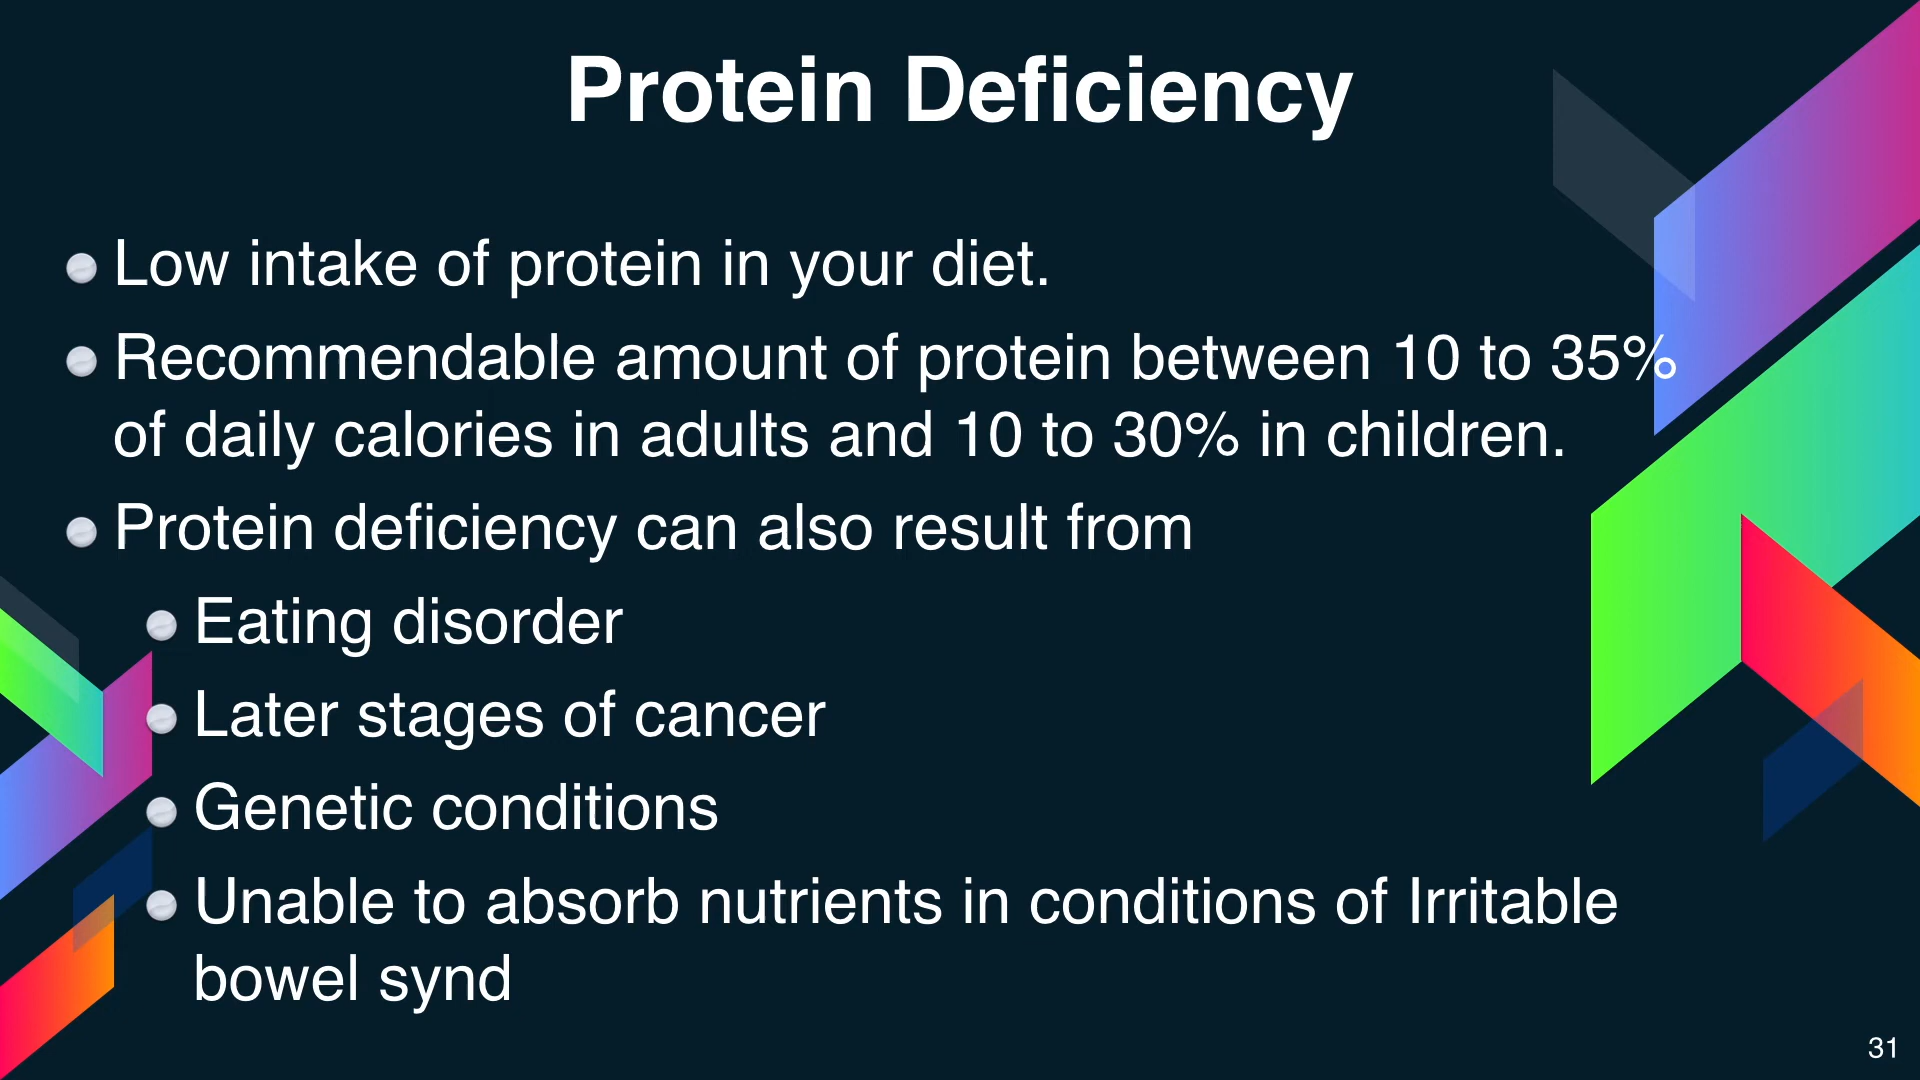 Protein Deficiency
Low intake of protein in your diet.
Recommendable amount of protein between 10 to 35%
of daily calories in adults and 10 to 30% in children.
Protein deficiency can also result from
Eating disorder
Later stages of cancer
Genetic conditions
Unable to absorb nutrients in conditions of Irritable
bowel synd
31